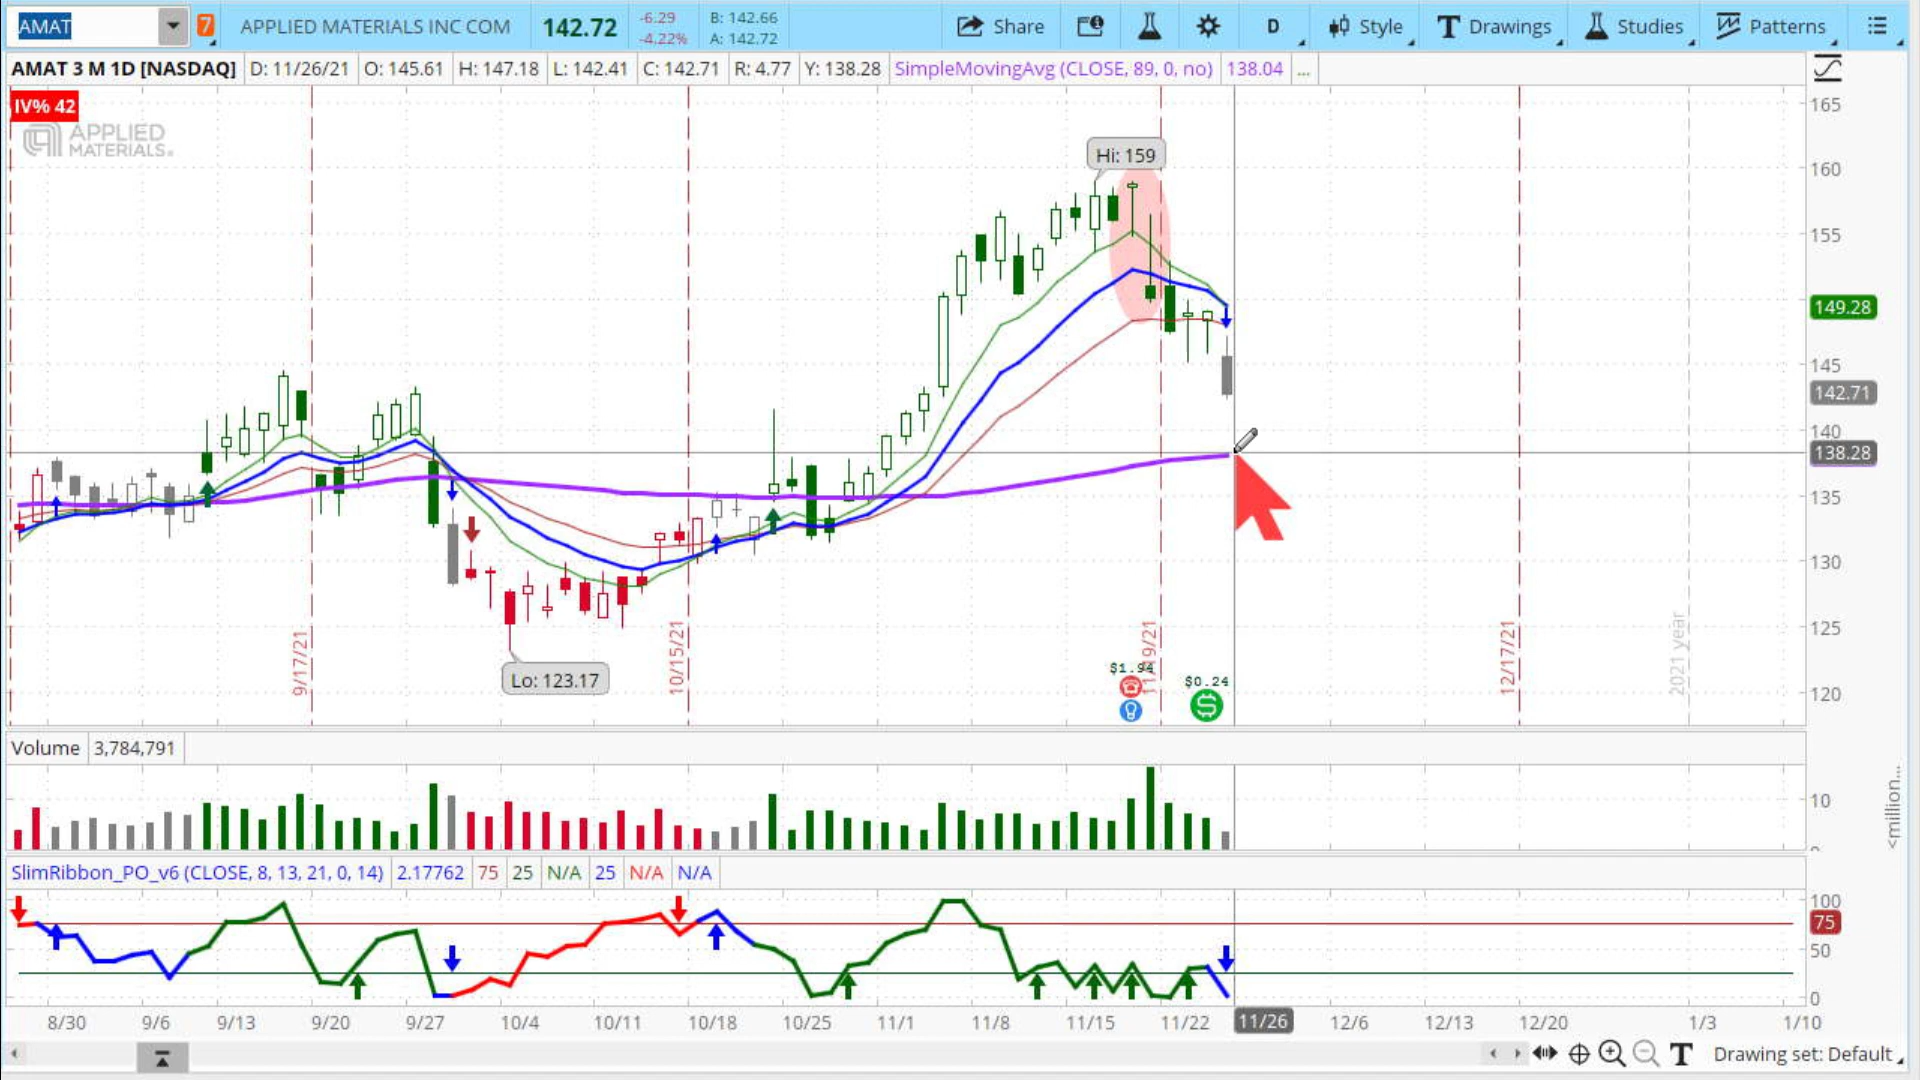 AMAT 7 APPLIED MATERIALS INC COM 142.72 -6.29 -4.22% B: 142.66 A: 142.72 Share D Style Drawings Studies Patterns
AMAT 3 M 1D [NASDAQ] D: 11/26/21 O: 145.61 H: 147.18 L: 142.41 C: 142.71 R: 4.77 Y: 138.28 SimpleMovingAvg (CLOSE, 89, 0, no) 138.04 ...
IV% 42
APPLIED
MATERIALS
Hi: 159
Lo: 123.17
165
160
155
149.28
145
142.71
140
138.28
135
130
125
120
9/17/21
10/15/21
11/19/21
12/17/21
2021 year
$1.94
$0.24
Volume 3,784,791
10
0
<million...
SlimRibbon_PO_v6 (CLOSE, 8, 13, 21, 0, 14) 2.17762 75 25 N/A 25 N/A N/A
100
75
50
0
8/30 9/6 9/13 9/20 9/27 10/4 10/11 10/18 10/25 11/1 11/8 11/15 11/22 11/26 12/6 12/13 12/20 1/3 1/10
T Drawing set: Default